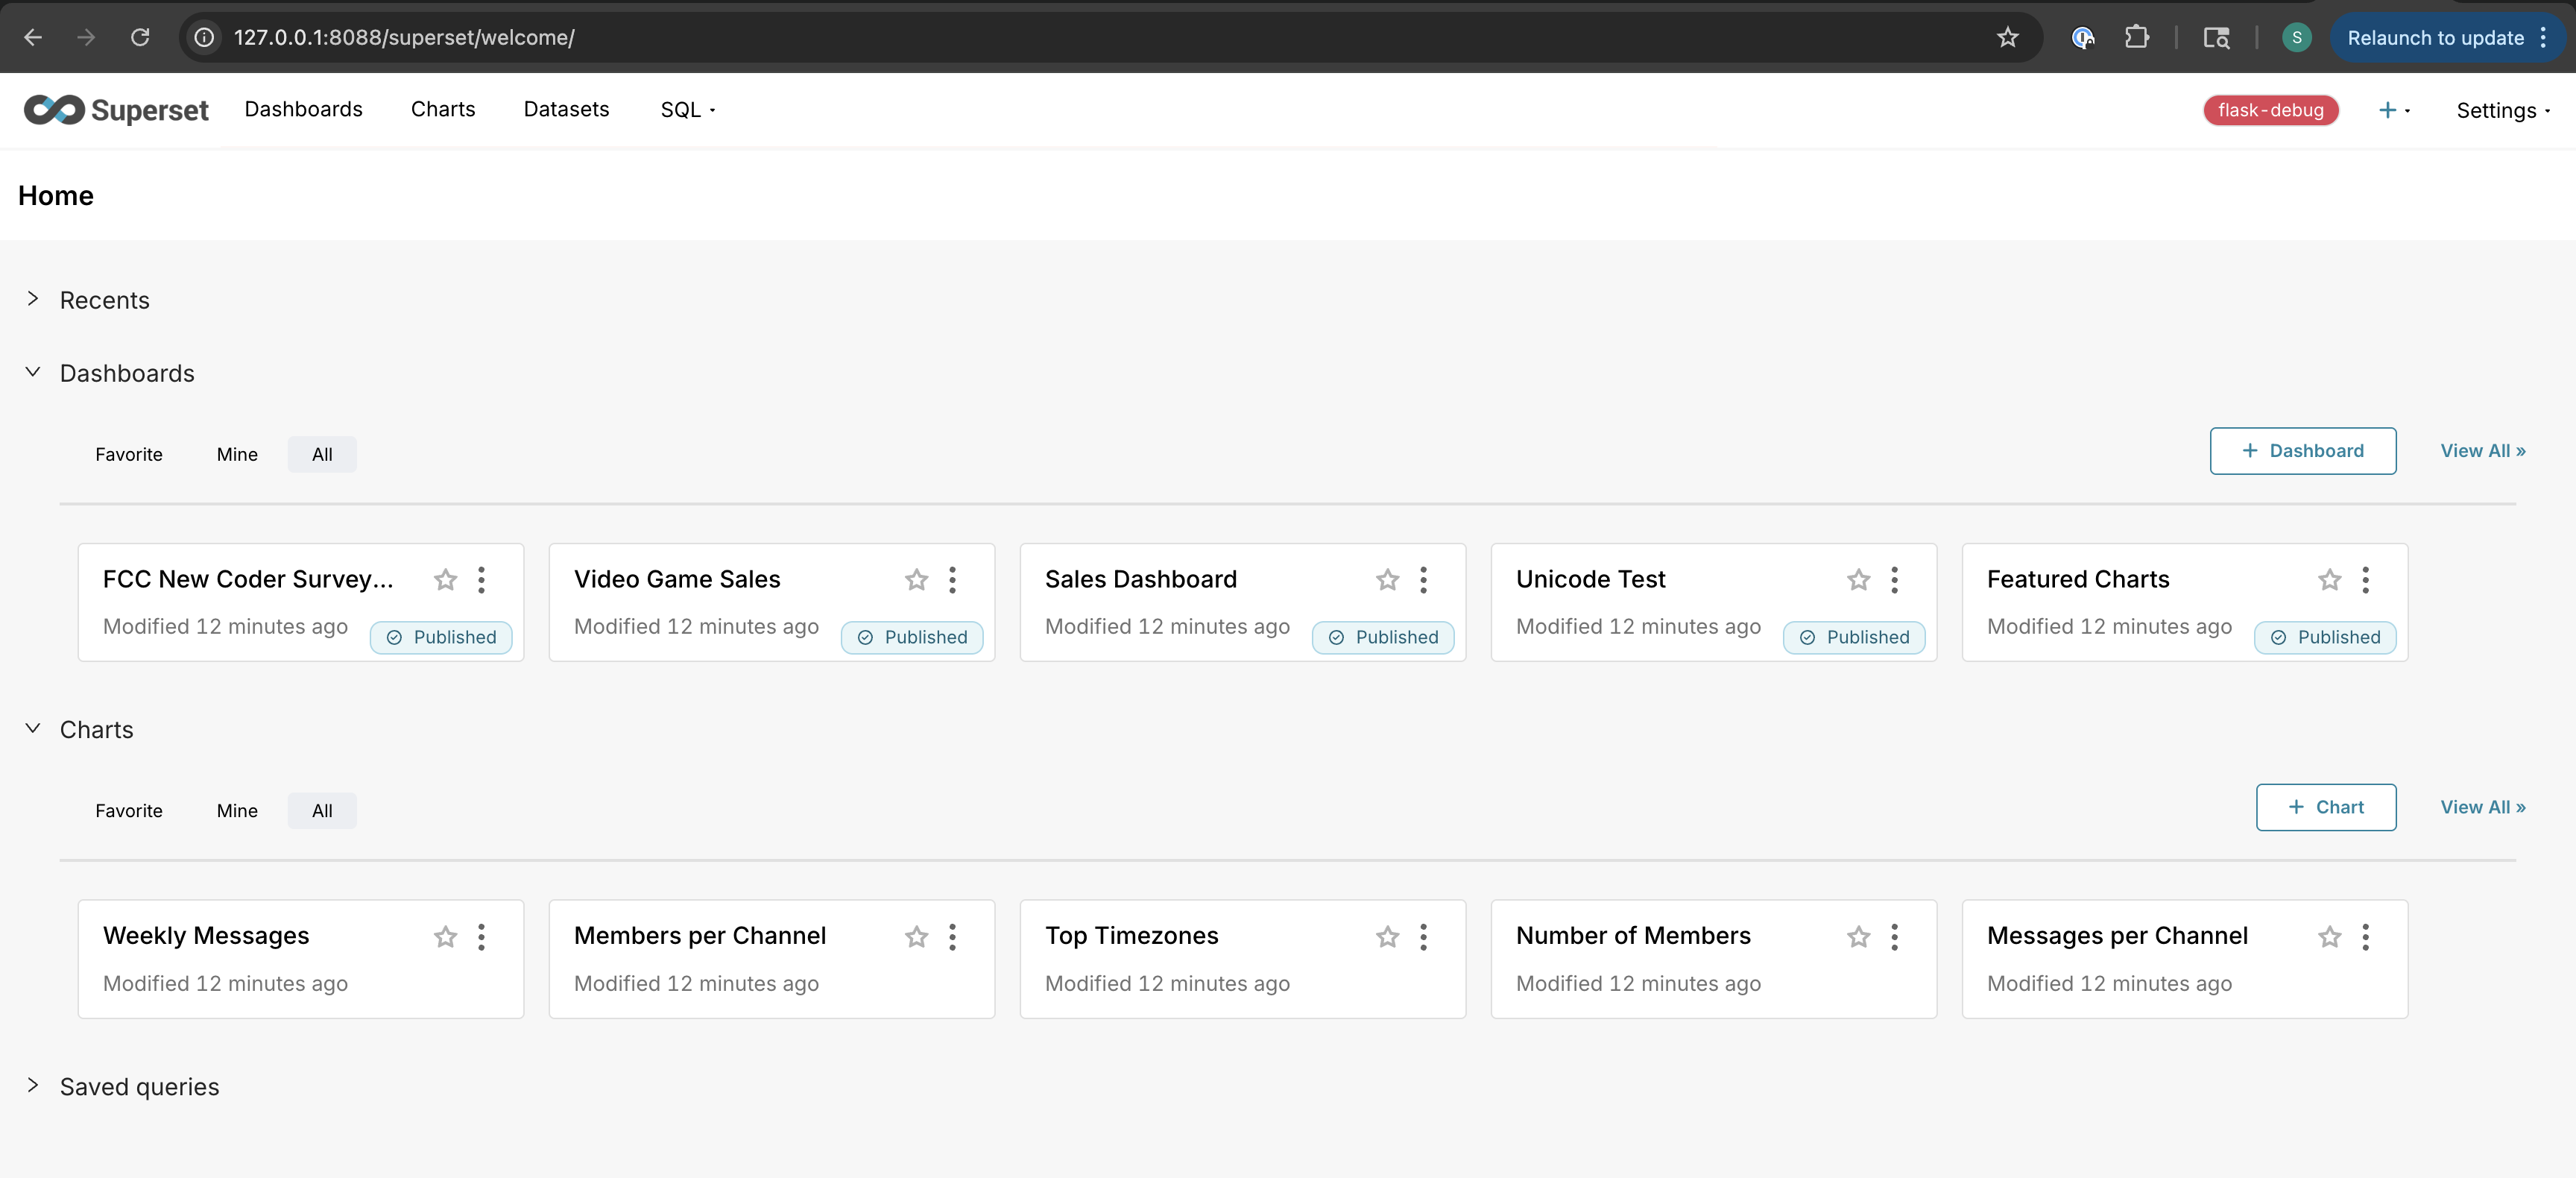 127.0.0.1:8088/superset/welcome/
S
Relaunch to update
Superset
Dashboards
Charts
Datasets
SQL
flask-debug
Settings
Home
Recents
Dashboards
Favorite Mine All
+ Dashboard
View All »
FCC New Coder Survey...
Modified 12 minutes ago
Published
Video Game Sales
Modified 12 minutes ago
Published
Sales Dashboard
Modified 12 minutes ago
Published
Unicode Test
Modified 12 minutes ago
Published
Featured Charts
Modified 12 minutes ago
Published
Charts
Favorite Mine All
+ Chart
View All »
Weekly Messages
Modified 12 minutes ago
Members per Channel
Modified 12 minutes ago
Top Timezones
Modified 12 minutes ago
Number of Members
Modified 12 minutes ago
Messages per Channel
Modified 12 minutes ago
Saved queries